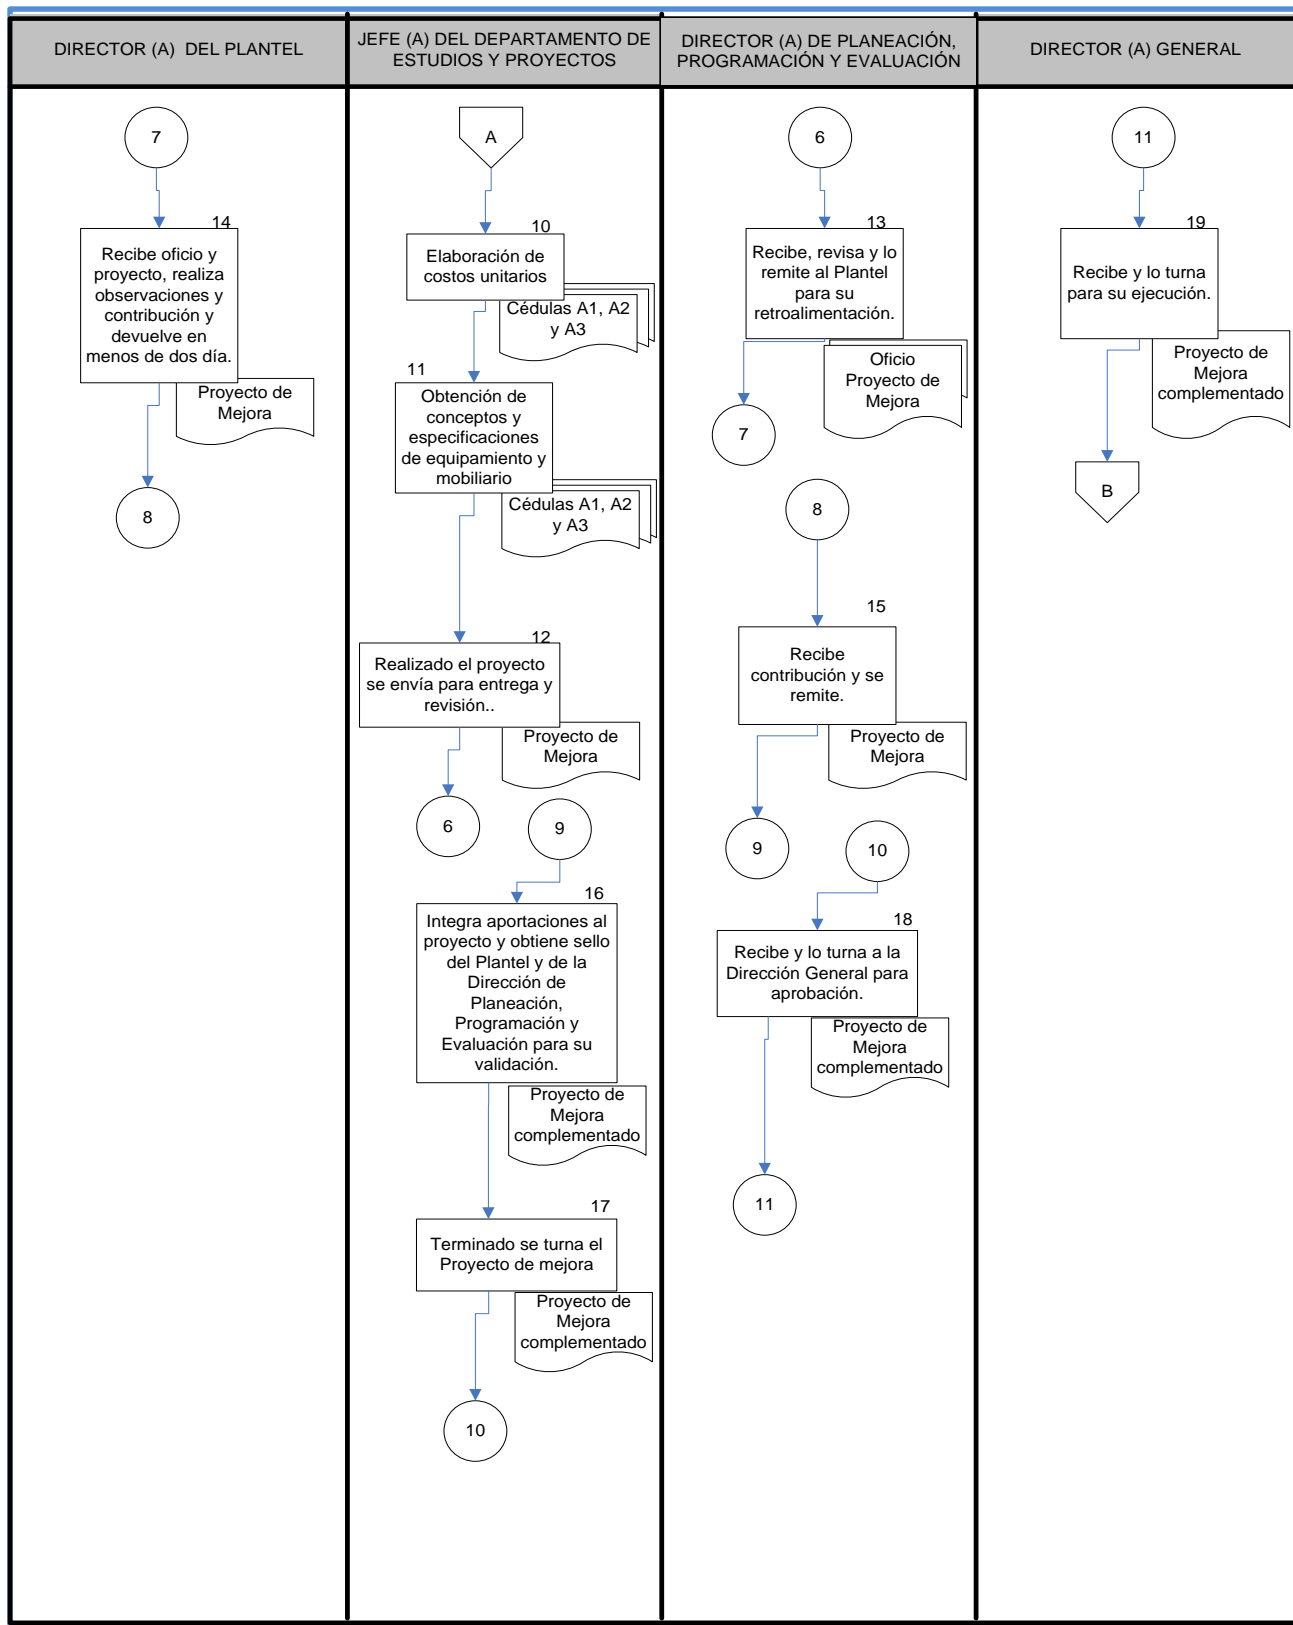 DIRECTOR (A) DEL PLANTEL
JEFE (A) DEL DEPARTAMENTO DE
ESTUDIOS Y PROYECTOS
DIRECTOR (A) DE PLANEACIÓN,
PROGRAMACIÓN Y EVALUACIÓN
DIRECTOR (A) GENERAL
7
14
Recibe oficio y
proyecto, realiza
observaciones y
contribución y
devuelve en
menos de dos día.
Proyecto de
Mejora
8
A
10
Elaboración de
costos unitarios
Cédulas A1, A2
y A3
11
Obtención de
conceptos y
especificaciones
de equipamiento y
mobiliario
Cédulas A1, A2
y A3
12
Realizado el proyecto
se envía para entrega y
revisión..
Proyecto de
Mejora
6
9
16
Integra aportaciones al
proyecto y obtiene sello
del Plantel y de la
Dirección de
Planeación,
Programación y
Evaluación para su
validación.
Proyecto de
Mejora
complementado
17
Terminado se turna el
Proyecto de mejora
Proyecto de
Mejora
complementado
10
6
13
Recibe, revisa y lo
remite al Plantel
para su
retroalimentación.
Oficio
Proyecto de
Mejora
7
8
15
Recibe
contribución y se
remite.
Proyecto de
Mejora
9
10
18
Recibe y lo turna a la
Dirección General para
aprobación.
Proyecto de
Mejora
complementado
11
11
19
Recibe y lo turna
para su ejecución.
Proyecto de
Mejora
complementado
B